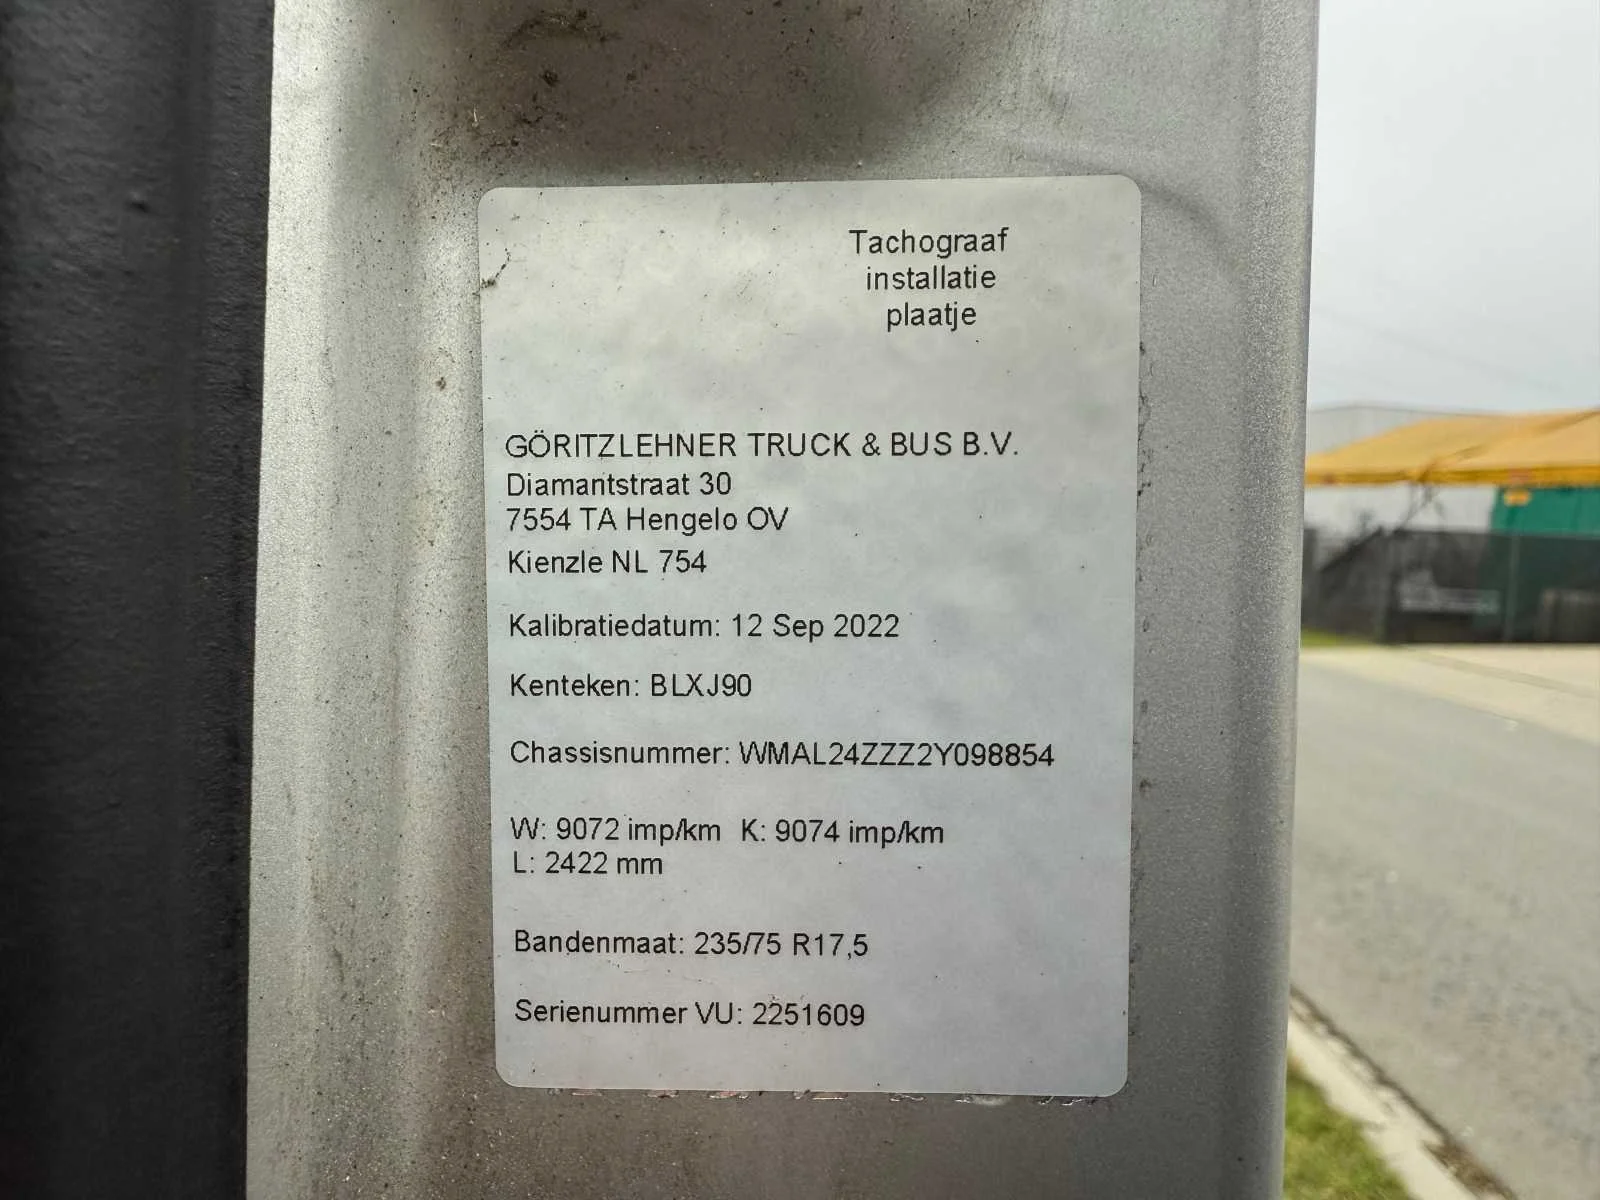 Tachograaf
installatie
plaatje
GÖRITZLEHNER TRUCK & BUS B.V.
Diamantstraat 30
7554 TA Hengelo OV
Kienzle NL 754
Kalibratiedatum: 12 Sep 2022
Kenteken: BLXJ90
Chassisnummer: WMAL24ZZZ2Y098854
W: 9072 imp/km K: 9074 imp/km
L: 2422 mm
Bandenmaat: 235/75 R17,5
Serienummer VU: 2251609